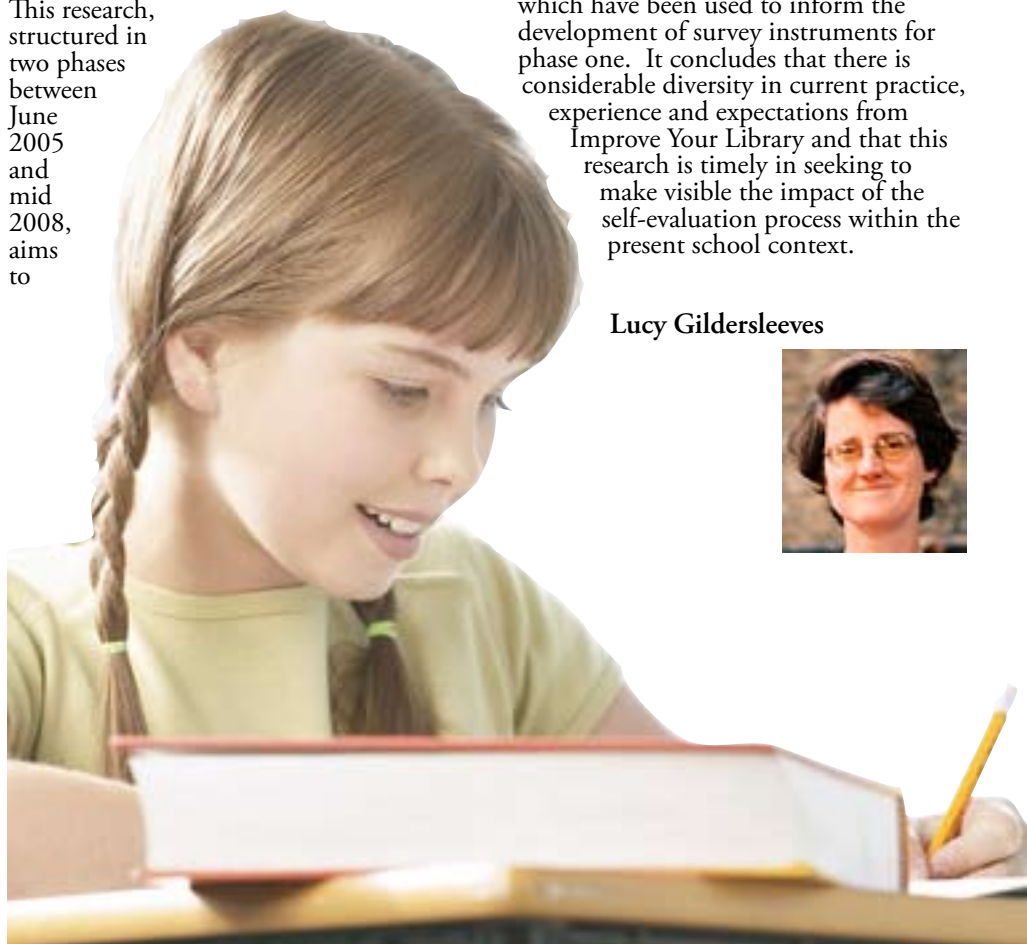 This research,
structured in
two phases
between
June
2005
and
mid
2008,
aims
to
which have been used to inform the
development of survey instruments for
phase one. It concludes that there is
considerable diversity in current practice,
experience and expectations from
Improve Your Library and that this
research is timely in seeking to
make visible the impact of the
self-evaluation process within the
present school context.
Lucy Gildersleeves